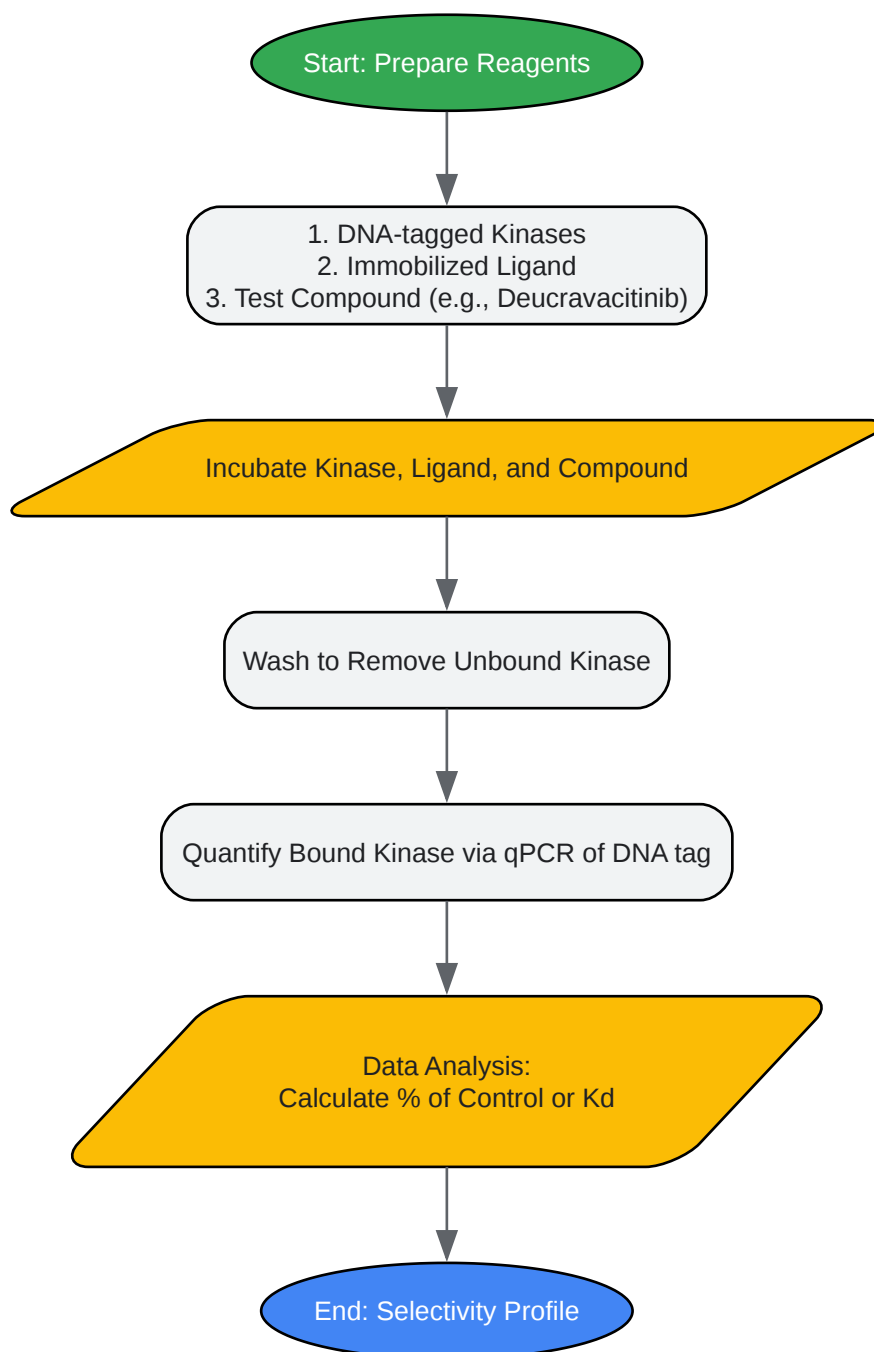 Start: Prepare Reagents
1. DNA-tagged Kinases
2. Immobilized Ligand
3. Test Compound (e.g., Deucravacitinib)
Incubate Kinase, Ligand, and Compound
Wash to Remove Unbound Kinase
Quantify Bound Kinase via qPCR of DNA tag
Data Analysis:
Calculate % of Control or Kd
End: Selectivity Profile